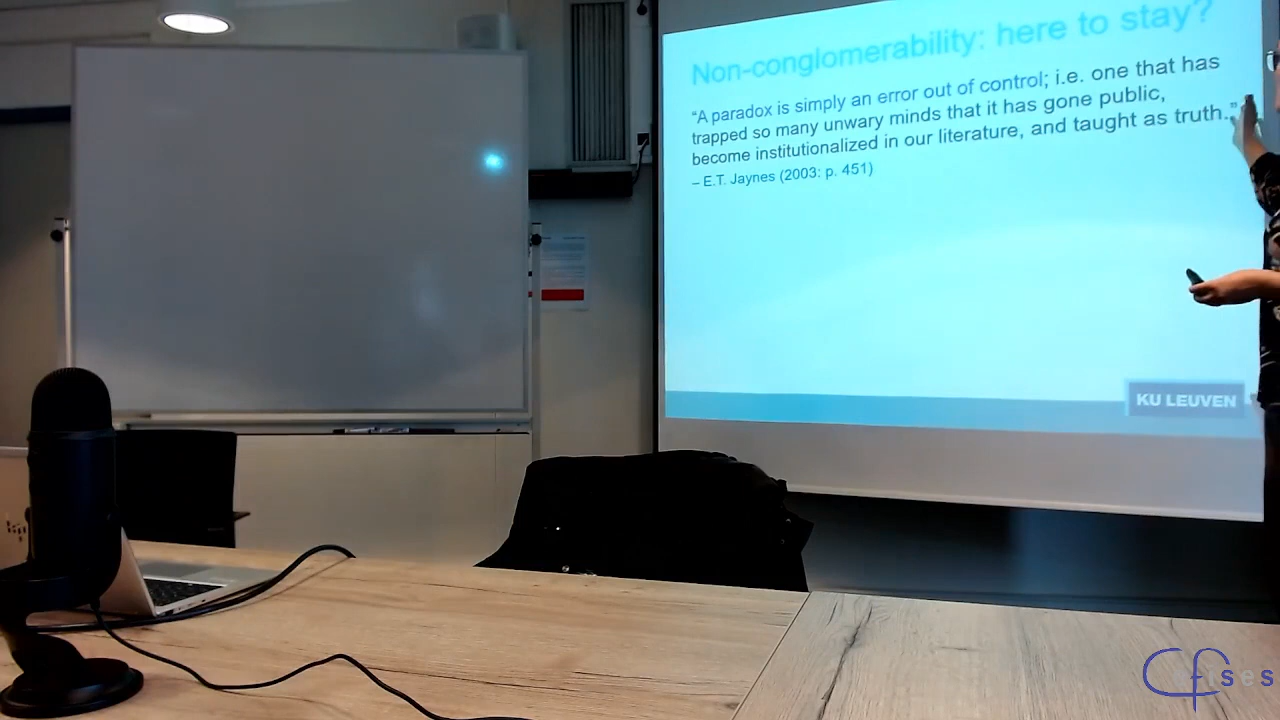 Non-conglomerability: here to stay?
“A paradox is simply an error out of control; i.e. one that has
trapped so many unwary minds that it has gone public,
become institutionalized in our literature, and taught as truth.”
– E.T. Jaynes (2003: p. 451)
KU LEUVEN